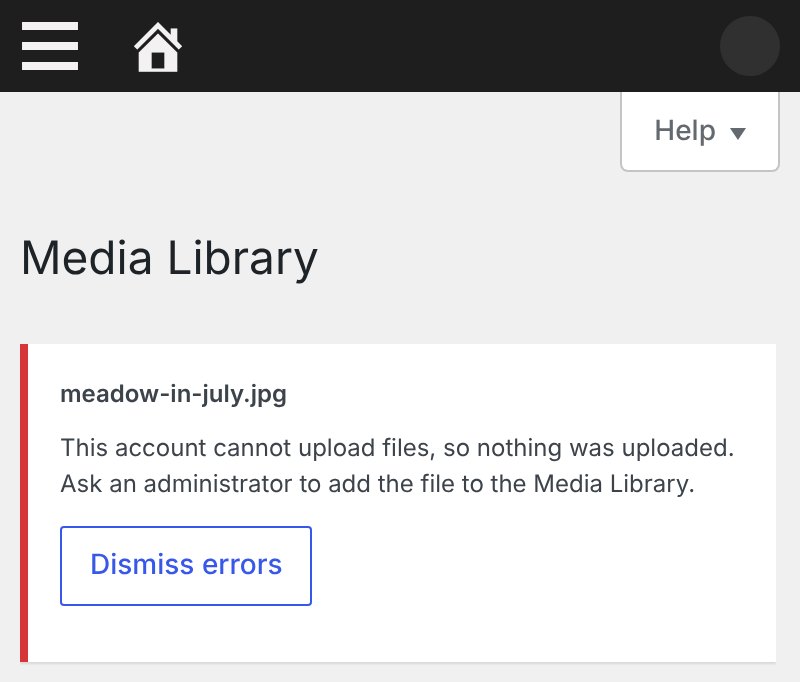 Help
Media Library
meadow-in-july.jpg
This account cannot upload files, so nothing was uploaded.
Ask an administrator to add the file to the Media Library.
Dismiss errors